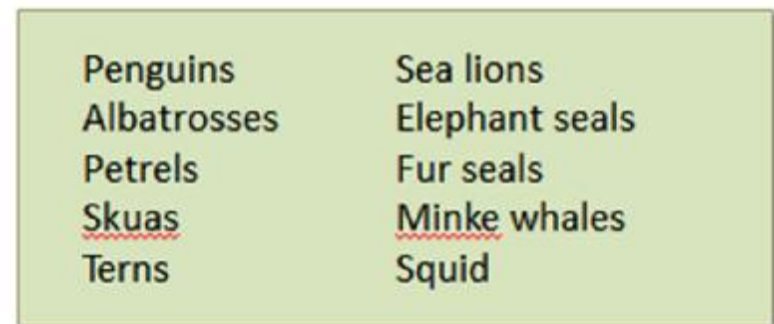 Penguins
Albatrosses
Petrels
Skuas
Terns
Sea lions
Elephant seals
Fur seals
Minke whales
Squid